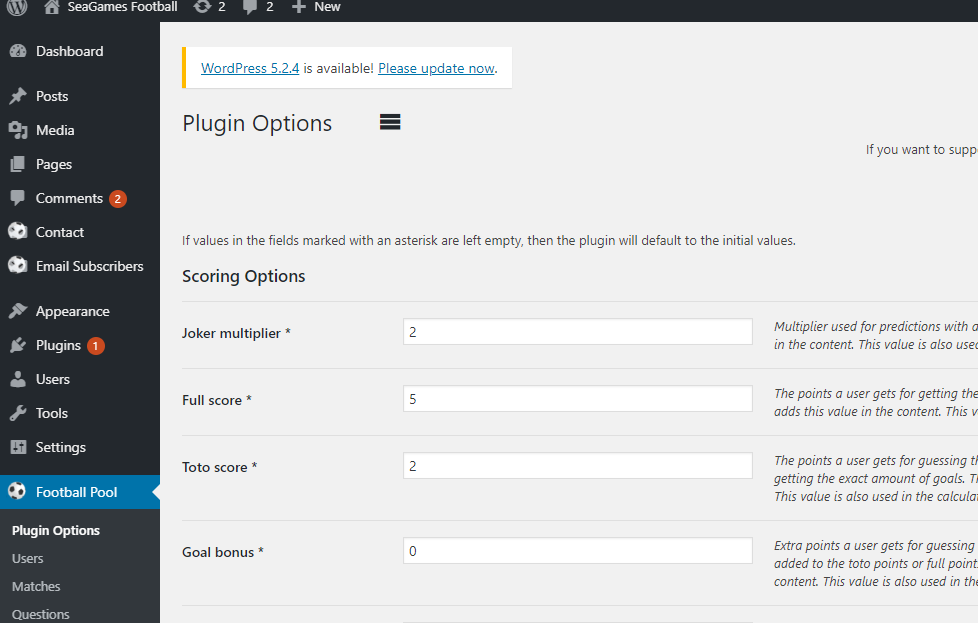 SeaGames Football 2 2 New
Dashboard
Posts
Media
Pages
Comments 2
Contact
Email Subscribers
Appearance
Plugins 1
Users
Tools
Settings
Football Pool
Plugin Options
Users
Matches
Questions
WordPress 5.2.4 is available! Please update now.
Plugin Options
If you want to supp
If values in the fields marked with an asterisk are left empty, then the plugin will default to the initial values.
Scoring Options
Joker multiplier * 2
Multiplier used for predictions with a
in the content. This value is also used
Full score * 5
The points a user gets for getting the
adds this value in the content. This v
Toto score * 2
The points a user gets for guessing th
getting the exact amount of goals. Th
This value is also used in the calculat
Goal bonus * 0
Extra points a user gets for guessing
added to the toto points or full point
content. This value is also used in the